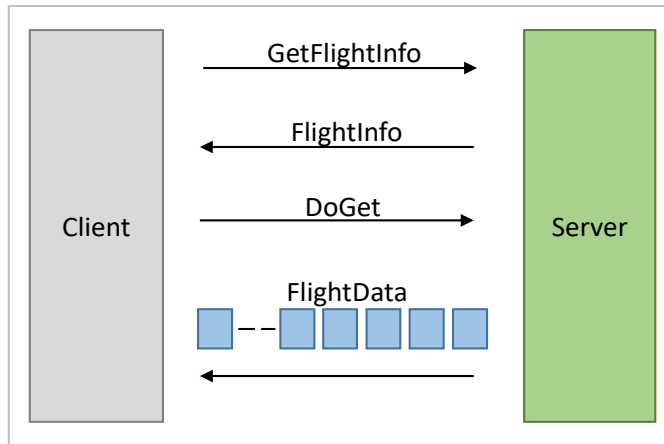 GetFlightInfo
FlightInfo
DoGet
Client
Server
FlightData